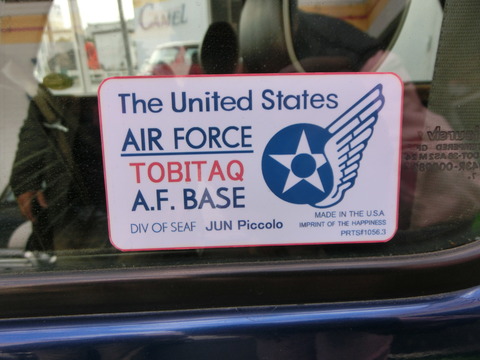 CAMEL
The United States
AIR FORCE
TOBITAQ
A.F. BASE
DIV OF SEAF JUN Piccolo
MADE IN THE U.S.A.
IMPRINT OF THE HAPPINESS
PRTS#1056.3